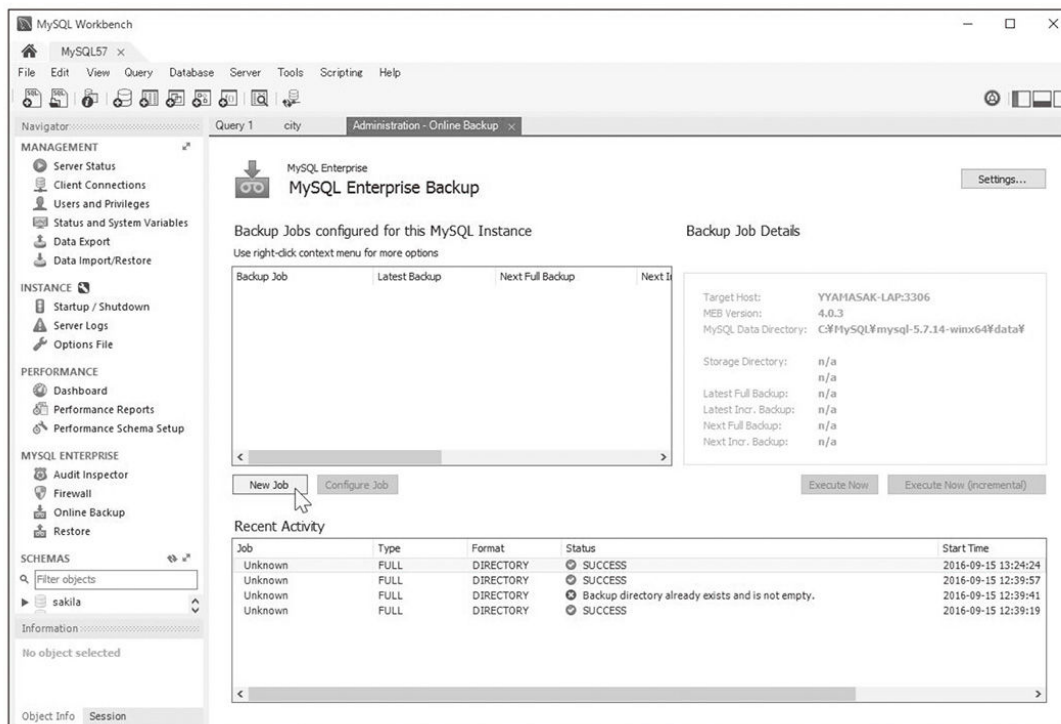 MySQL Workbench
MySQL57
File Edit View Query Database Server Tools Scripting Help
Navigator
MANAGEMENT
Server Status
Client Connections
Users and Privileges
Status and System Variables
Data Export
Data Import/Restore
INSTANCE
Startup / Shutdown
Server Logs
Options File
PERFORMANCE
Dashboard
Performance Reports
Performance Schema Setup
MYSQL ENTERPRISE
Audit Inspector
Firewall
Online Backup
Restore
SCHEMAS
Filter objects
sakila
Information
No object selected
Object Info Session
Query 1 city Administration - Online Backup
MySQL Enterprise
MySQL Enterprise Backup
Settings...
Backup Jobs configured for this MySQL Instance
Use right-click context menu for more options
Backup Job Latest Backup Next Full Backup Next I
New Job Configure Job
Backup Job Details
Target Host: YYAMASAK-LAP:3306
MEB Version: 4.0.3
MySQL Data Directory: C:¥MySQL¥mysql-5.7.14-winx64¥data¥
Storage Directory: n/a
n/a
Latest Full Backup: n/a
Latest Incr. Backup: n/a
Next Full Backup: n/a
Next Incr. Backup: n/a
Execute Now Execute Now (incremental)
Recent Activity
Job Type Format Status Start Time
Unknown FULL DIRECTORY SUCCESS 2016-09-15 13:24:24
Unknown FULL DIRECTORY SUCCESS 2016-09-15 12:39:57
Unknown FULL DIRECTORY Backup directory already exists and is not empty. 2016-09-15 12:39:41
Unknown FULL DIRECTORY SUCCESS 2016-09-15 12:39:19